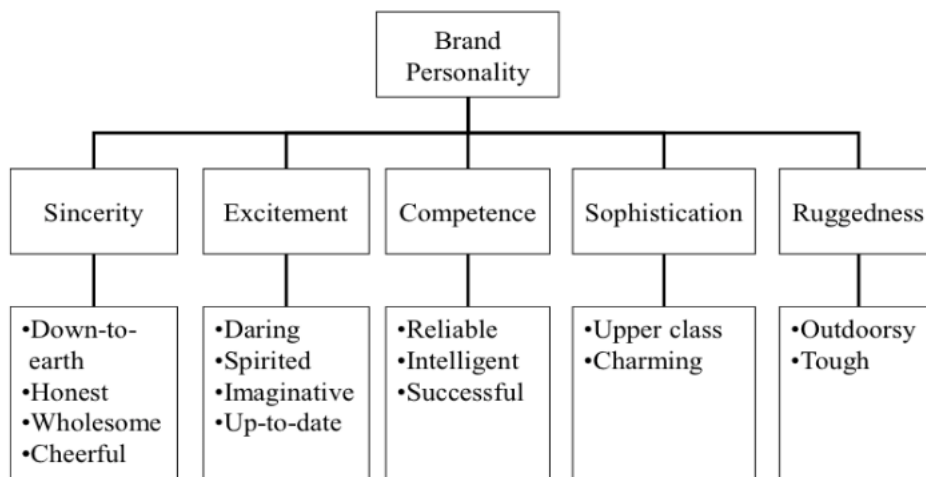 Brand
Personality
Sincerity
Excitement
Competence
Sophistication
Ruggedness
•Down-to-
earth
•Honest
•Wholesome
•Cheerful
•Daring
•Spirited
•Imaginative
•Up-to-date
•Reliable
•Intelligent
•Successful
•Upper class
•Charming
•Outdoorsy
•Tough